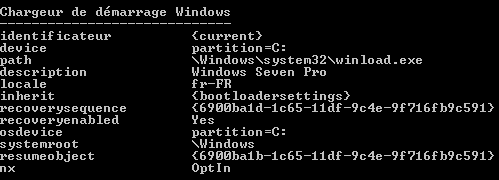 Chargeur de démarrage Windows
-----------------------------
identificateur {current}
device partition=C:
path \Windows\system32\winload.exe
description Windows Seven Pro
locale fr-FR
inherit {bootloadersettings}
recoverysequence {6900ba1d-1c65-11df-9c4e-9f716fb9c591}
recoveryenabled Yes
osdevice partition=C:
systemroot \Windows
resumeobject {6900ba1b-1c65-11df-9c4e-9f716fb9c591}
nx OptIn